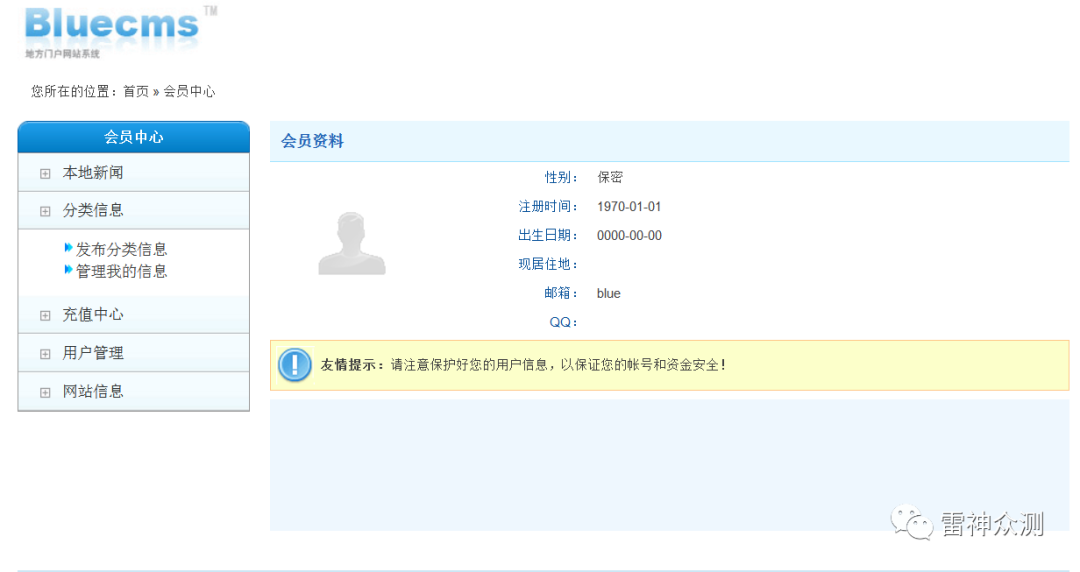 Bluecms™
地方门户网站系统
您所在的位置：首页 » 会员中心
会员中心
本地新闻
分类信息
发布分类信息
管理我的信息
充值中心
用户管理
网站信息
会员资料
性别： 保密
注册时间： 1970-01-01
出生日期： 0000-00-00
现居住地：
邮箱： blue
QQ：
友情提示：请注意保护好您的用户信息，以保证您的帐号和资金安全！
雷神众测